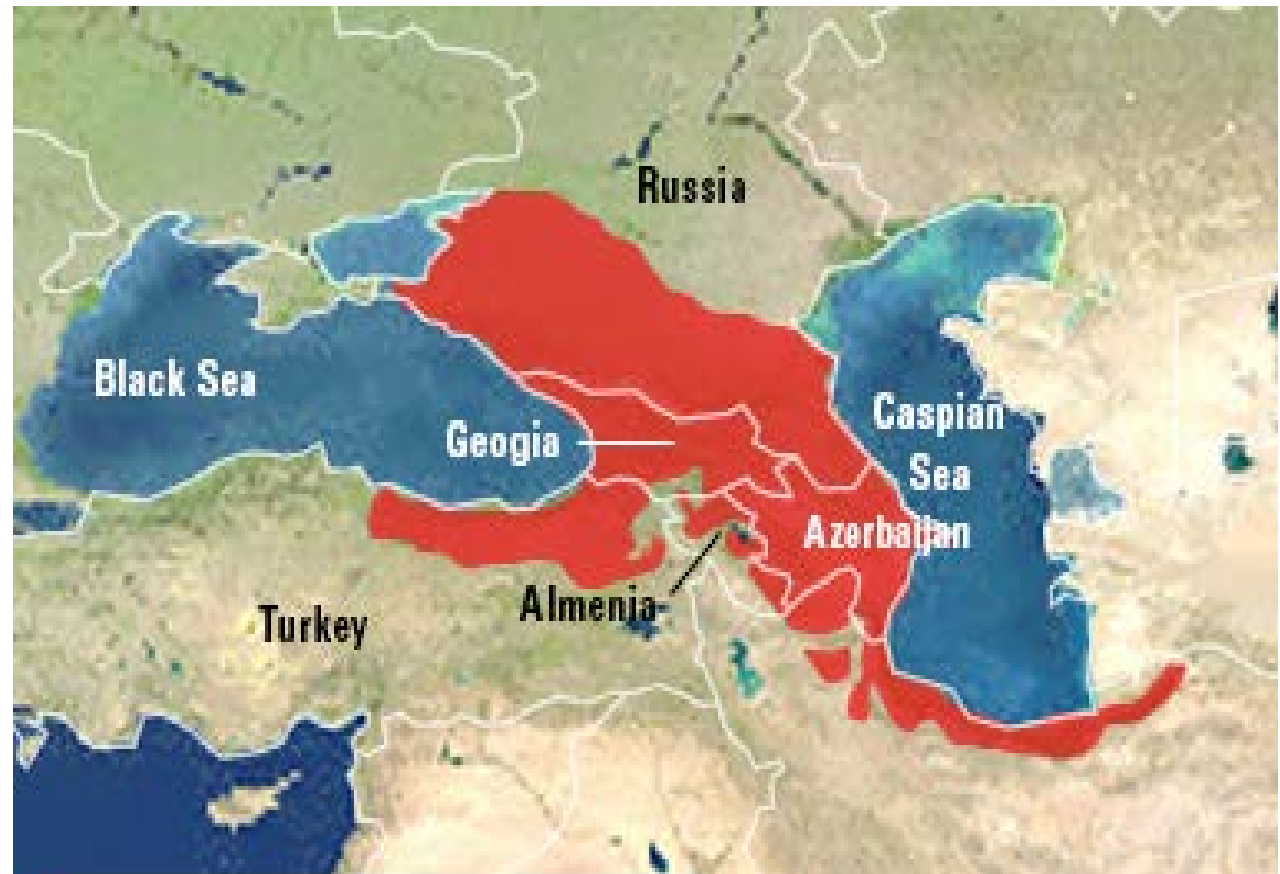 Russia
Black Sea
Caspian
Sea
Geogia
Azerbaijan
Almenia
Turkey